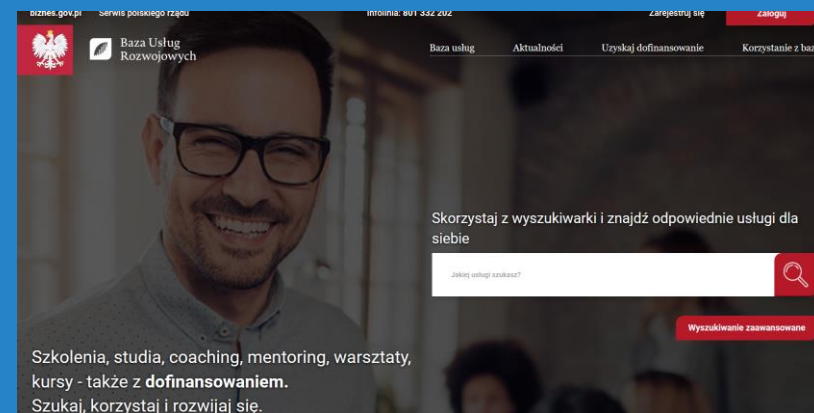 biznes.gov.pl Serwis polskiego rządu Infolinia: 801 332 202 Zarejestruj się Zaloguj
Baza Usług
Rozwojowych
Baza usług Aktualności Uzyskaj dofinansowanie Korzystanie z baz
Skorzystaj z wyszukiwarki i znajdź odpowiednie usługi dla
siebie
Jakiej usługi szukasz?
Wyszukiwanie zaawansowane
Szkolenia, studia, coaching, mentoring, warsztaty,
kursy - także z dofinansowaniem.
Szukaj, korzystaj i rozwijaj się.